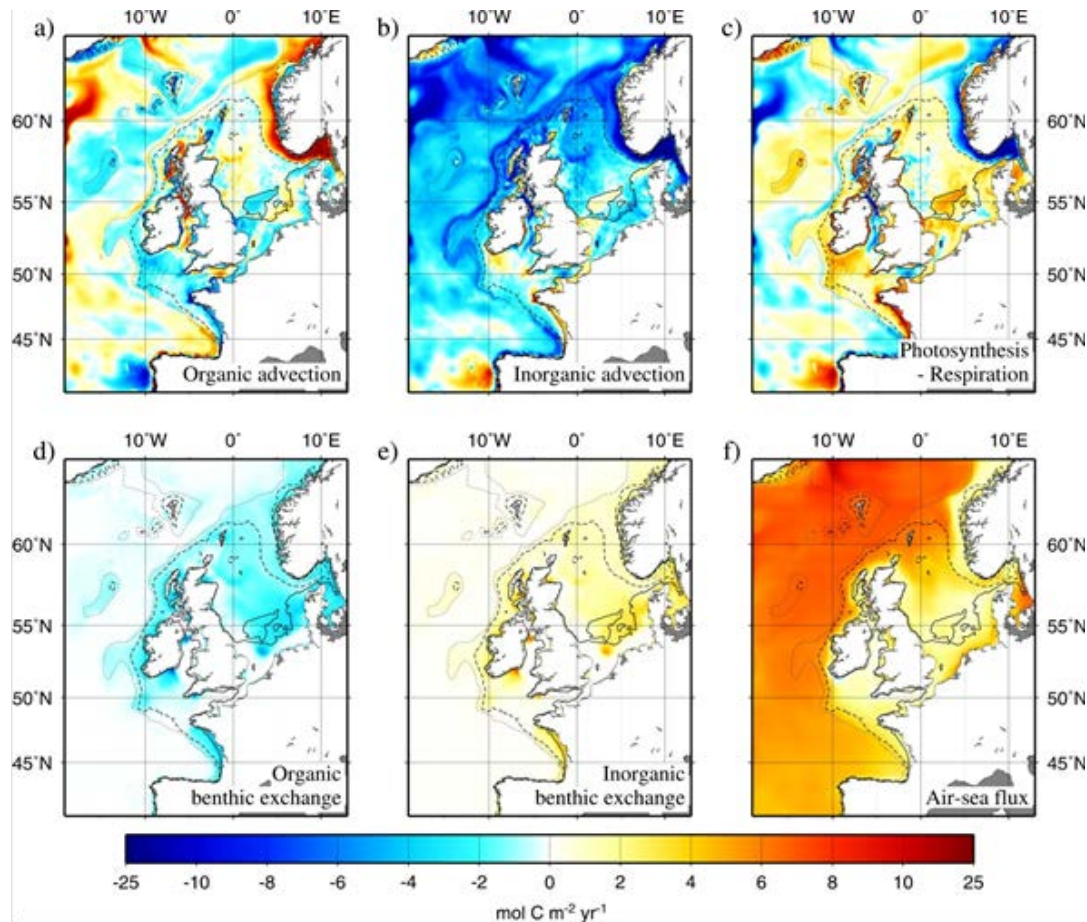 10˚W 0˚ 10˚E 10˚W 0˚ 10˚E 10˚W 0˚ 10˚E
a) b) c)
60˚N 60˚N
55˚N 55˚N
50˚N 50˚N
45˚N 45˚N
Organic advection
Inorganic advection
Photosynthesis
- Respiration
10˚W 0˚ 10˚E 10˚W 0˚ 10˚E 10˚W 0˚ 10˚E
d) e) f)
60˚N 60˚N
55˚N 55˚N
50˚N 50˚N
45˚N 45˚N
Organic
benthic exchange
Inorganic
benthic exchange
Air-sea flux
-25 -10 -8 -6 -4 -2 0 2 4 6 8 10 25
mol C m⁻² yr⁻¹